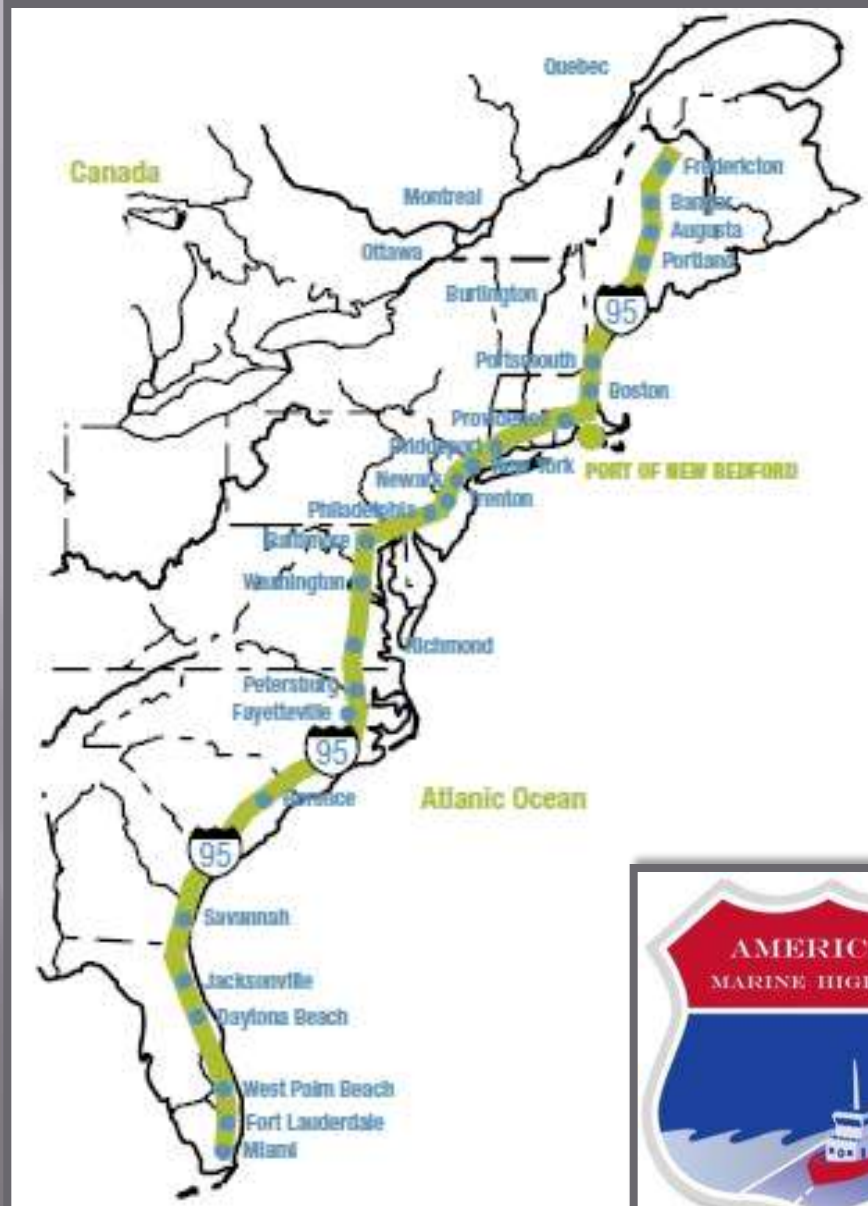 Quebec
Canada
Fredericton
Montreal
Bangor
Augusta
Ottawa
Portland
Burlington
95
Portsmouth
Boston
Providence
Bridgeport
New York
PORT OF NEW BEDFORD
Newark
Trenton
Philadelphia
Baltimore
Washington
Richmond
Petersburg
Fayetteville
95
Florence
Atlanic Ocean
95
Savannah
Jacksonville
Daytona Beach
West Palm Beach
Fort Lauderdale
Miami
AMERIC
MARINE HIG